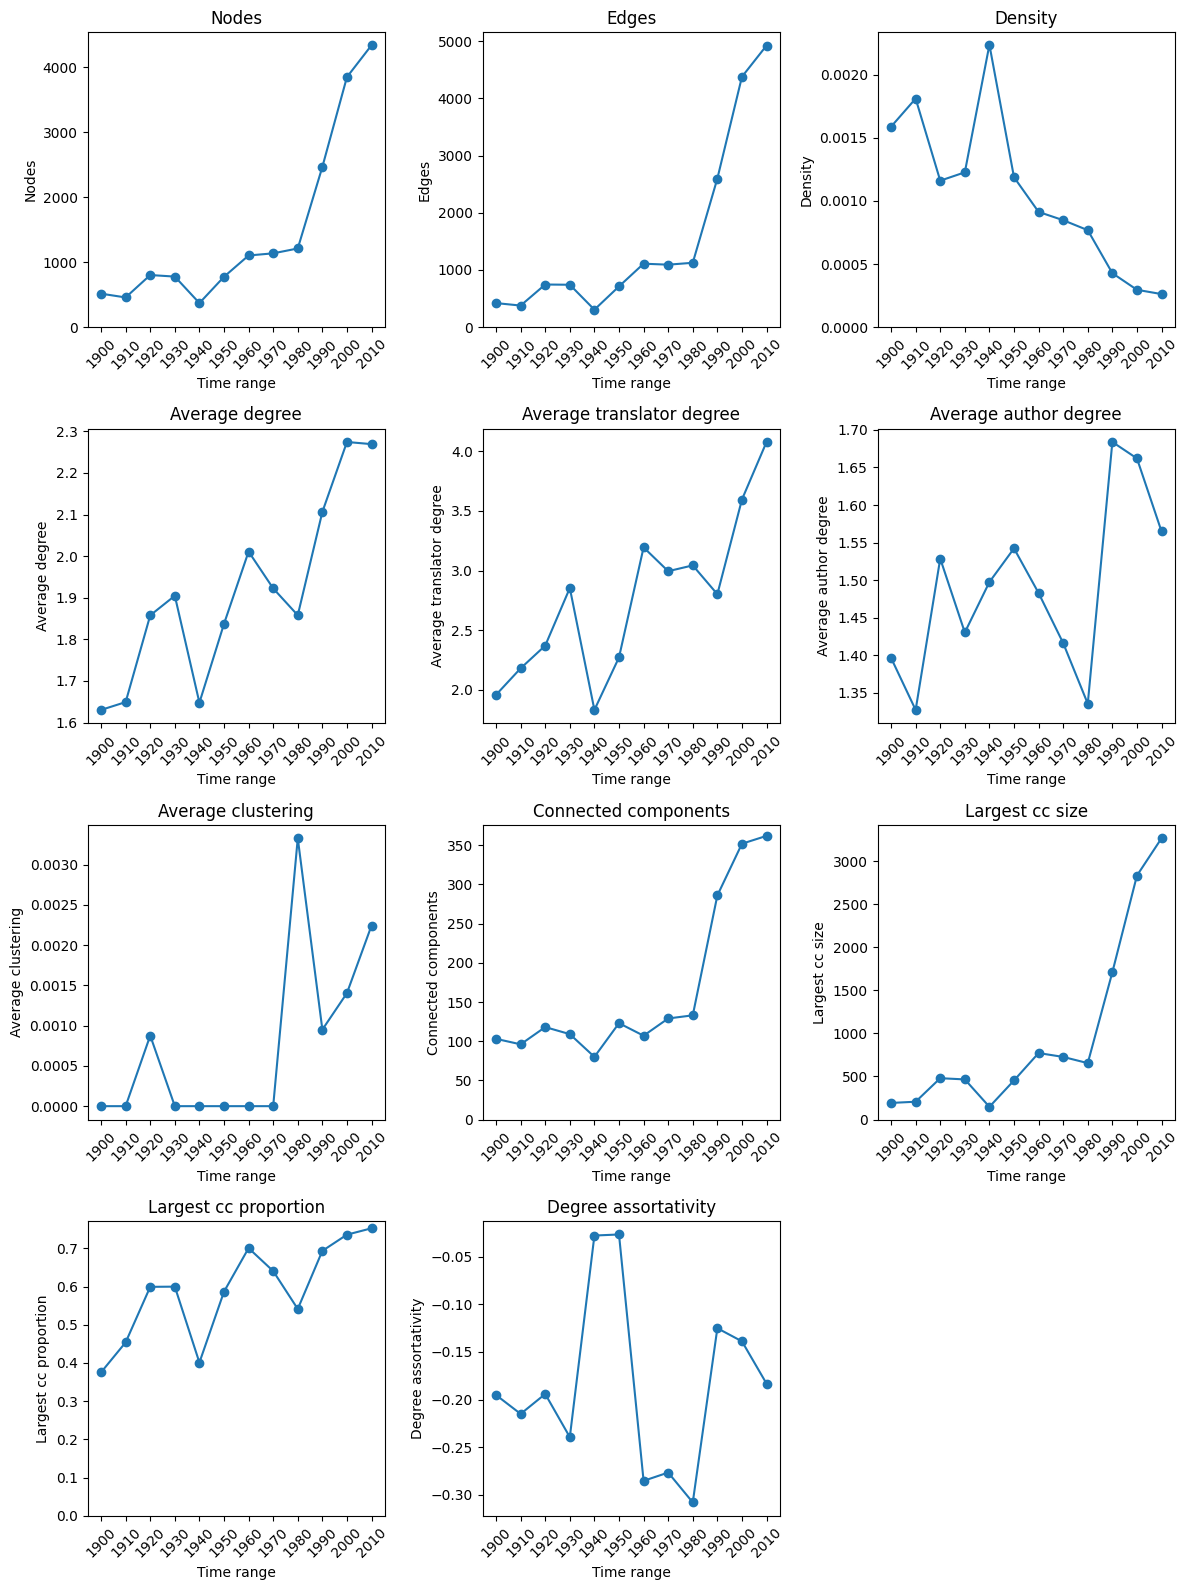 Nodes
Nodes
4000
3000
2000
1000
0
1900 1910 1920 1930 1940 1950 1960 1970 1980 1990 2000 2010
Time range
Edges
Edges
5000
4000
3000
2000
1000
0
1900 1910 1920 1930 1940 1950 1960 1970 1980 1990 2000 2010
Time range
Density
Density
0.0020
0.0015
0.0010
0.0005
0.0000
1900 1910 1920 1930 1940 1950 1960 1970 1980 1990 2000 2010
Time range
Average degree
Average degree
2.3
2.2
2.1
2.0
1.9
1.8
1.7
1.6
1900 1910 1920 1930 1940 1950 1960 1970 1980 1990 2000 2010
Time range
Average translator degree
Average translator degree
4.0
3.5
3.0
2.5
2.0
1900 1910 1920 1930 1940 1950 1960 1970 1980 1990 2000 2010
Time range
Average author degree
Average author degree
1.70
1.65
1.60
1.55
1.50
1.45
1.40
1.35
1900 1910 1920 1930 1940 1950 1960 1970 1980 1990 2000 2010
Time range
Average clustering
Average clustering
0.0030
0.0025
0.0020
0.0015
0.0010
0.0005
0.0000
1900 1910 1920 1930 1940 1950 1960 1970 1980 1990 2000 2010
Time range
Connected components
Connected components
350
300
250
200
150
100
50
0
1900 1910 1920 1930 1940 1950 1960 1970 1980 1990 2000 2010
Time range
Largest cc size
Largest cc size
3000
2500
2000
1500
1000
500
0
1900 1910 1920 1930 1940 1950 1960 1970 1980 1990 2000 2010
Time range
Largest cc proportion
Largest cc proportion
0.7
0.6
0.5
0.4
0.3
0.2
0.1
0.0
1900 1910 1920 1930 1940 1950 1960 1970 1980 1990 2000 2010
Time range
Degree assortativity
Degree assortativity
−0.05
−0.10
−0.15
−0.20
−0.25
−0.30
1900 1910 1920 1930 1940 1950 1960 1970 1980 1990 2000 2010
Time range